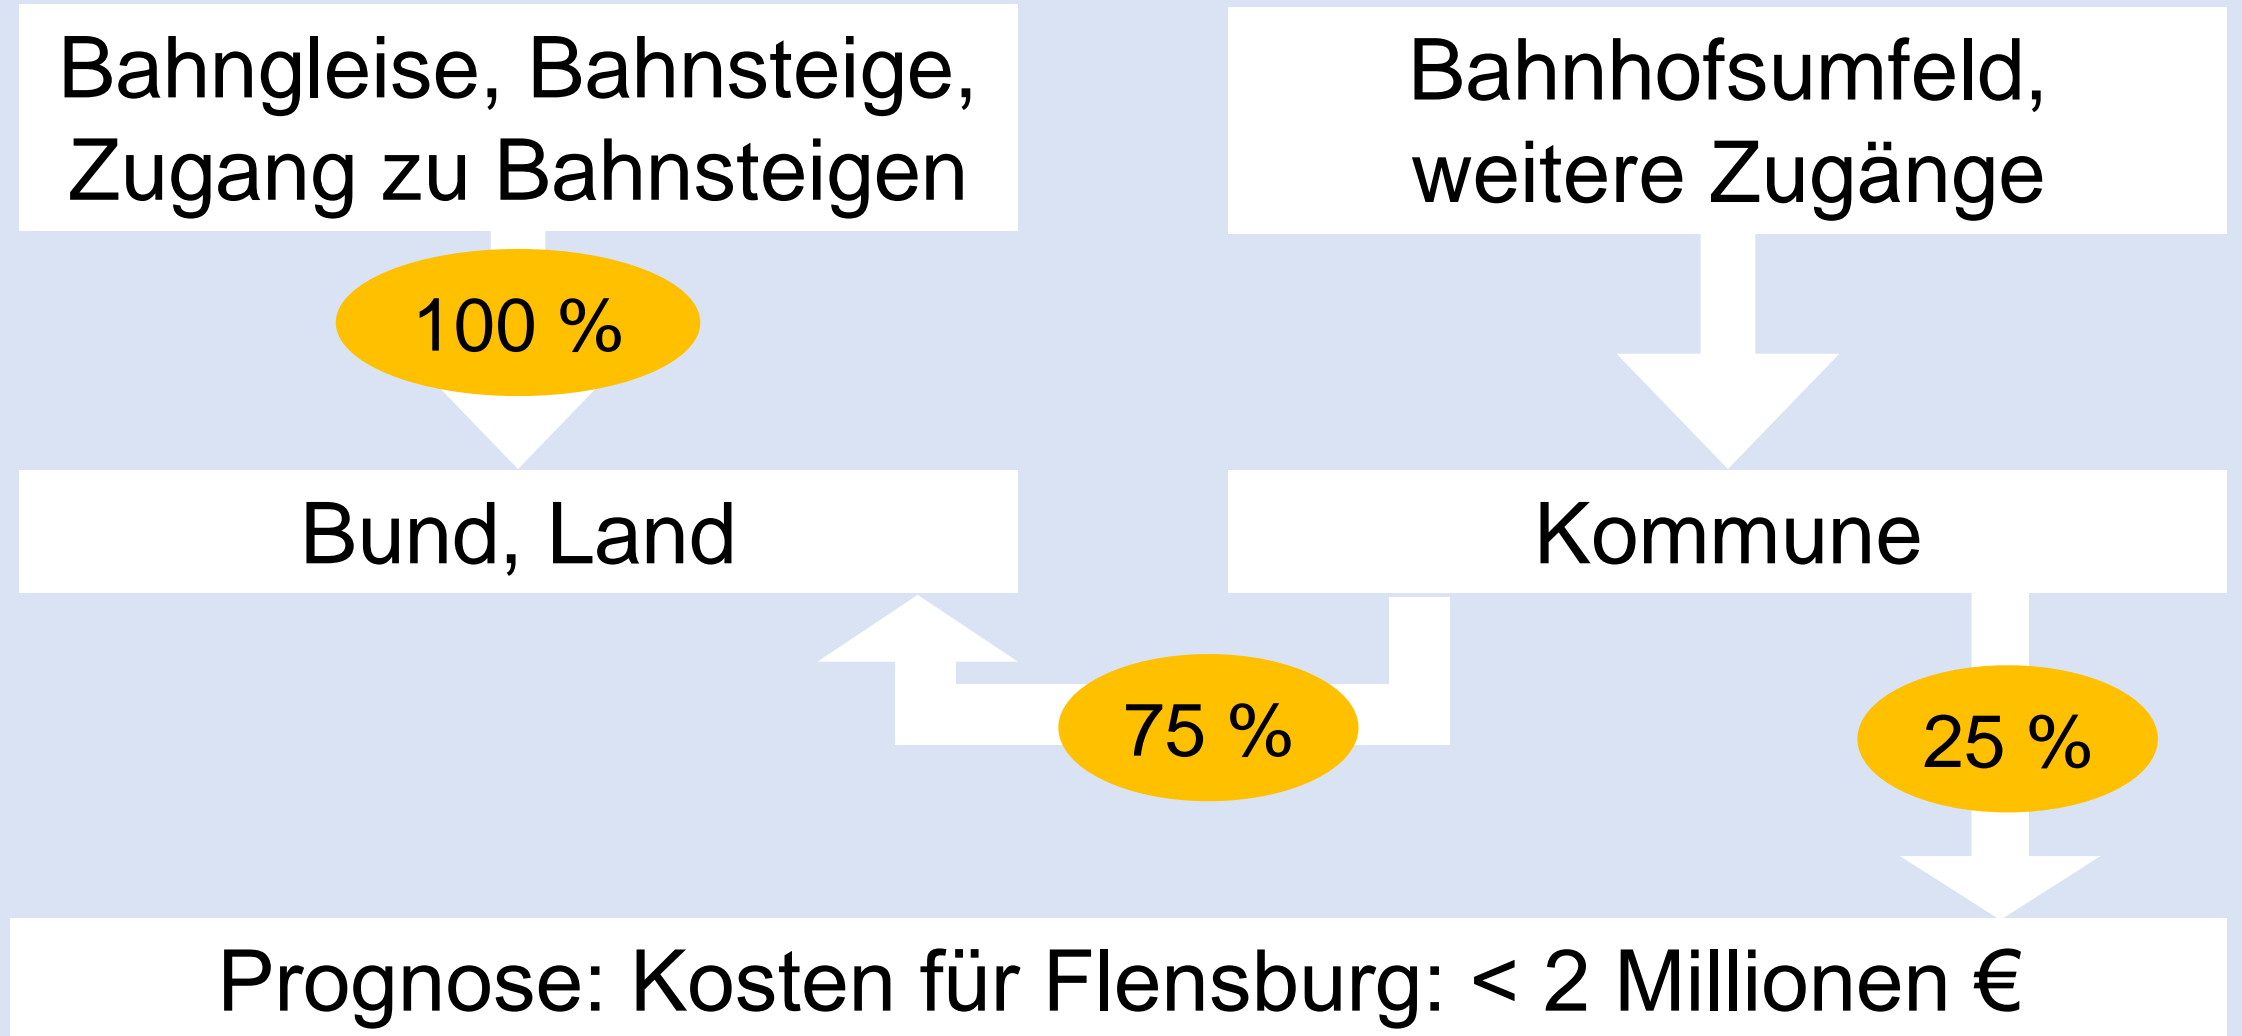 Bahngleise, Bahnsteige,
Zugang zu Bahnsteigen
Bahnhofsumfeld,
weitere Zugänge
100 %
Bund, Land
Kommune
75 %
25 %
Prognose: Kosten für Flensburg: < 2 Millionen €